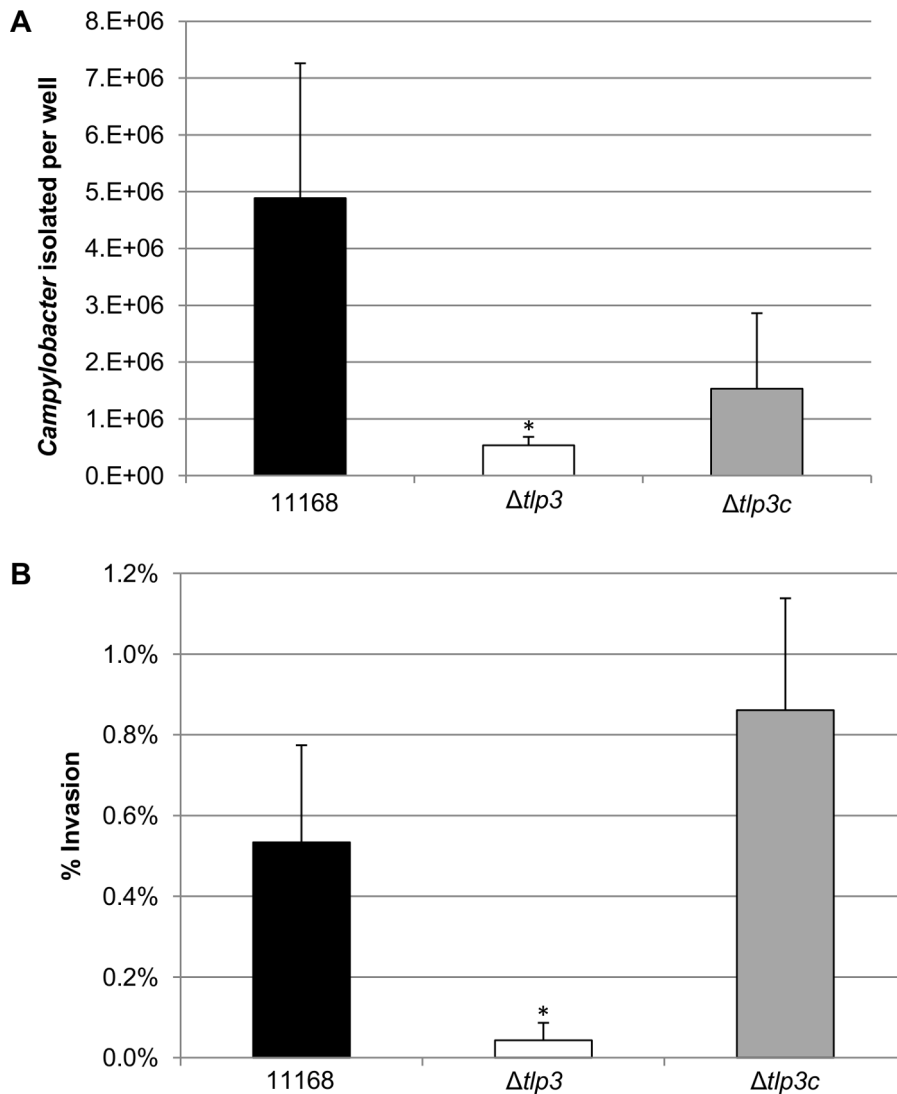 A
Campylobacter isolated per well
8.E+06
7.E+06
6.E+06
5.E+06
4.E+06
3.E+06
2.E+06
1.E+06
0.E+00
*
11168
Δtlp3
Δtlp3c
B
% Invasion
1.2%
1.0%
0.8%
0.6%
0.4%
0.2%
0.0%
*
11168
Δtlp3
Δtlp3c